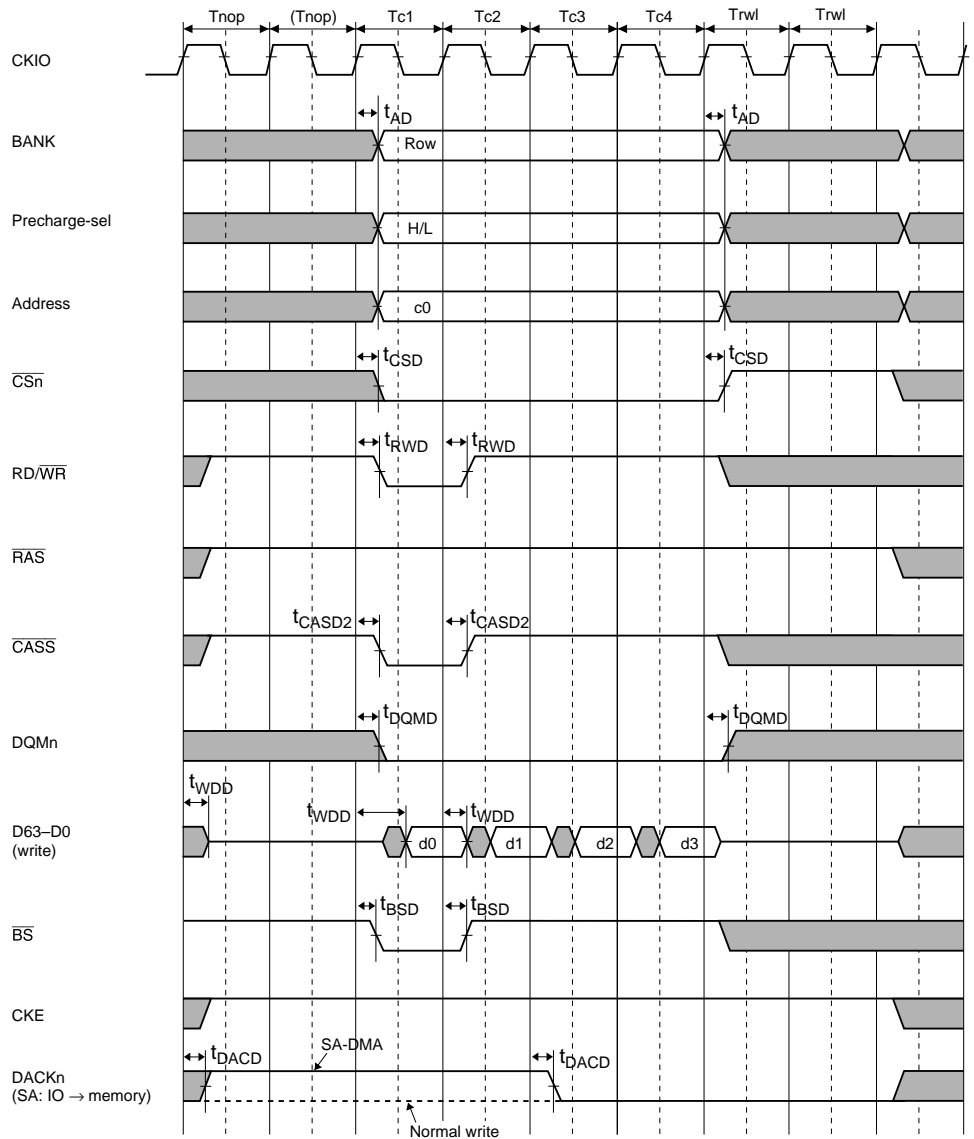 Tnop (Tnop) Tc1 Tc2 Tc3 Tc4 Trwl Trwl
CKIO
tAD tAD
BANK Row
Precharge-sel H/L
Address c0
tCSD tCSD
CSn
tRWD tRWD
RD/WR
RAS
tCASD2 tCASD2
CASS
tDQMD tDQMD
DQMn
tWDD tWDD tWDD
D63–D0
(write) d0 d1 d2 d3
tBSD tBSD
BS
CKE
tDACD SA-DMA tDACD
DACKn
(SA: IO → memory)
Normal write